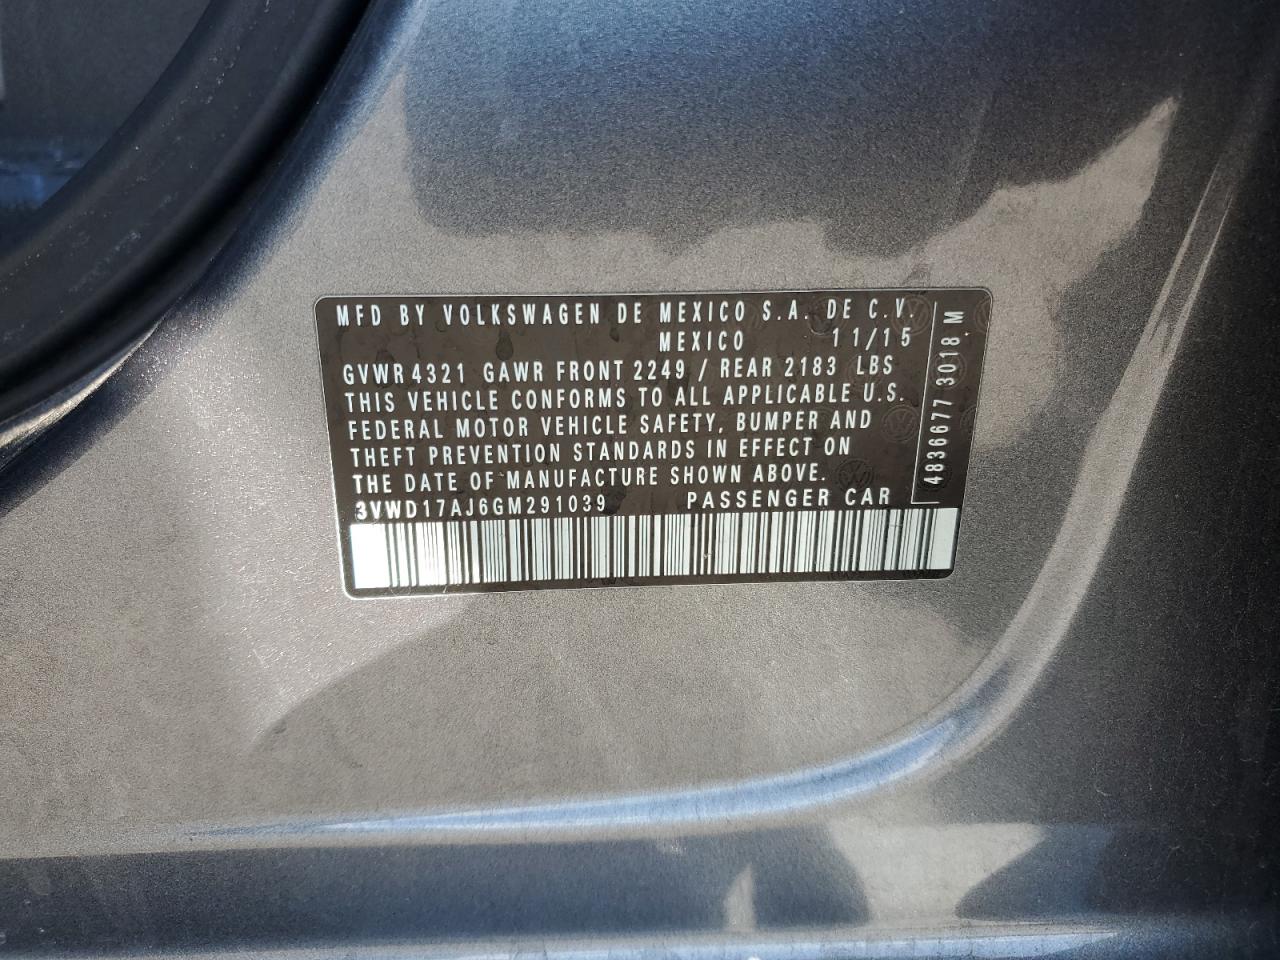 MFD BY VOLKSWAGEN DE MEXICO S.A. DE C.V.
MEXICO 11/15
GVWR 4321 GAWR FRONT 2249 / REAR 2183 LBS
THIS VEHICLE CONFORMS TO ALL APPLICABLE U.S.
FEDERAL MOTOR VEHICLE SAFETY, BUMPER AND
THEFT PREVENTION STANDARDS IN EFFECT ON
THE DATE OF MANUFACTURE SHOWN ABOVE.
3VWD17AJ6GM291039 PASSENGER CAR
4836677 3018 M